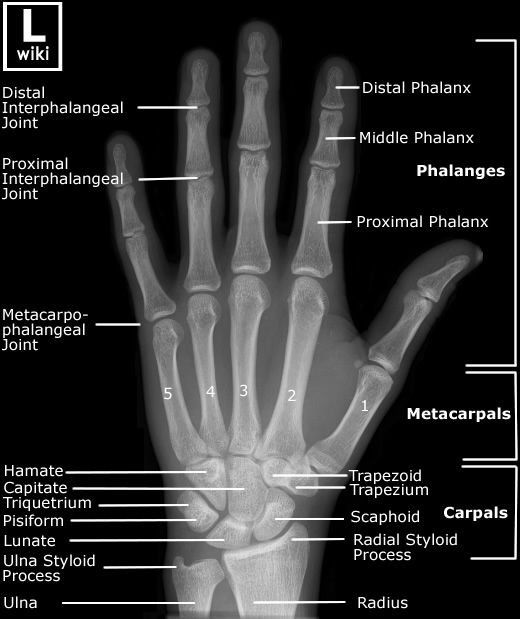 L
wiki
Distal
Interphalangeal
Joint
Proximal
Interphalangeal
Joint
Metacarpo-
phalangeal
Joint
Distal Phalanx
Middle Phalanx
Phalanges
Proximal Phalanx
5
4
3
2
1
Metacarpals
Hamate
Capitate
Triquetrium
Pisiform
Lunate
Ulna Styloid
Process
Ulna
Trapezoid
Trapezium
Scaphoid
Carpals
Radial Styloid
Process
Radius